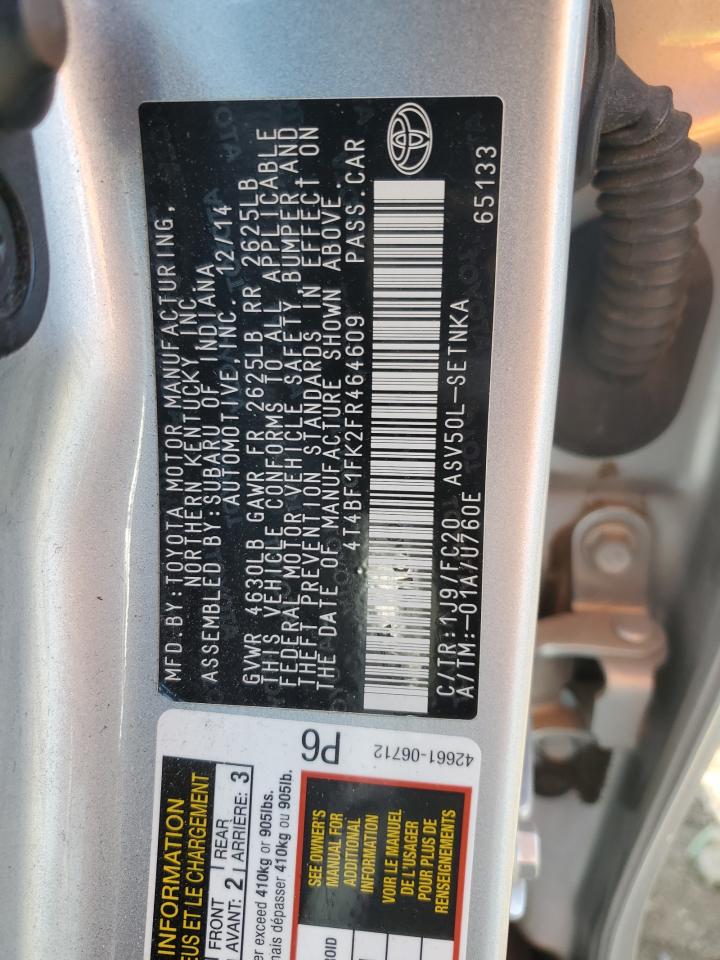 MFD.BY:TOYOTA MOTOR MANUFACTURING,
NORTHERN KENTUCKY, INC.
ASSEMBLED BY:SUBARU OF INDIANA
AUTOMOTIVE, INC. 12/14
GVWR 4630LB GAWR FR 2625LB RR 2625LB
THIS VEHICLE CONFORMS TO ALL APPLICABLE
FEDERAL MOTOR VEHICLE SAFETY, BUMPER AND
THEFT PREVENTION STANDARDS IN EFFECT ON
THE DATE OF MANUFACTURE SHOWN ABOVE.
4T4BF1FK2FR464609 PASS.CAR
C/TR:1J9/FC20 ASV50L-SETNKA
A/TM:-01A/U760E 65133
INFORMATION
EUS ET LE CHARGEMENT
FRONT REAR
AVANT: 2 ARRIÈRE: 3
er exceed 410kg or 905lbs.
mais dépasser 410kg ou 905lb.
P6
42661-06712
SEE OWNER'S
MANUAL FOR
ADDITIONAL
INFORMATION
VOIR LE MANUEL
DE L'USAGER
POUR PLUS DE
RENSEIGNEMENTS